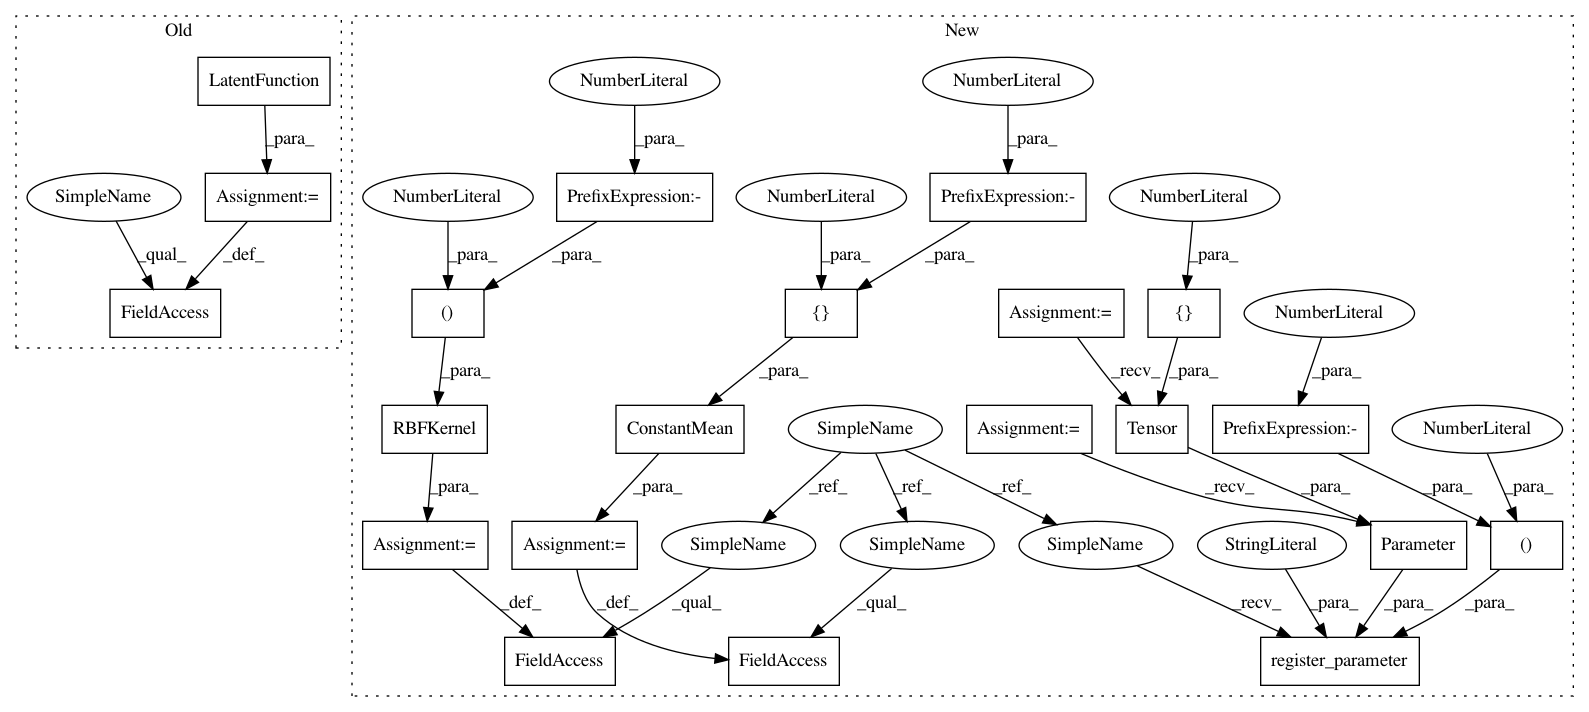 Old
New
LatentFunction
NumberLiteral
NumberLiteral
_para_
_para_
_para_
SimpleName
Assignment:=
NumberLiteral
PrefixExpression:-
NumberLiteral
PrefixExpression:-
NumberLiteral
_qual_
_def_
_para_
_para_
_para_
_para_
_para_
FieldAccess
()
{}
Assignment:=
{}
NumberLiteral
_para_
_para_
_recv_
_para_
_para_
RBFKernel
ConstantMean
SimpleName
Assignment:=
Tensor
PrefixExpression:-
NumberLiteral
_para_
_para_
_ref_
_ref_
_ref_
_recv_
_para_
_para_
_para_
Assignment:=
Assignment:=
SimpleName
SimpleName
SimpleName
StringLiteral
Parameter
()
_def_
_def_
_qual_
_qual_
_recv_
_para_
_para_
_para_
FieldAccess
FieldAccess
register_parameter